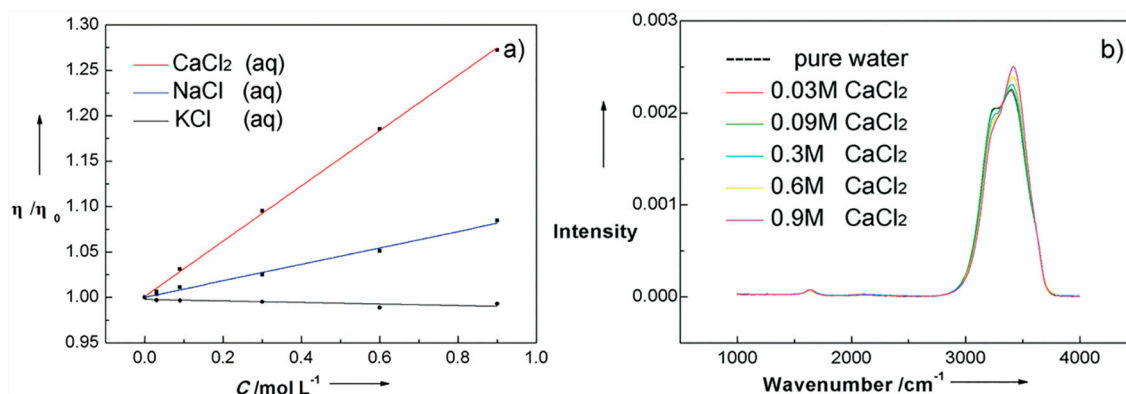 a)
CaCl₂ (aq)
NaCl (aq)
KCl (aq)
η /η₀
1.30
1.25
1.20
1.15
1.10
1.05
1.00
0.95
0.0 0.2 0.4 0.6 0.8 1.0
C /mol L⁻¹
b)
pure water
0.03M CaCl₂
0.09M CaCl₂
0.3M CaCl₂
0.6M CaCl₂
0.9M CaCl₂
Intensity
0.003
0.002
0.001
0.000
1000 2000 3000 4000
Wavenumber /cm⁻¹